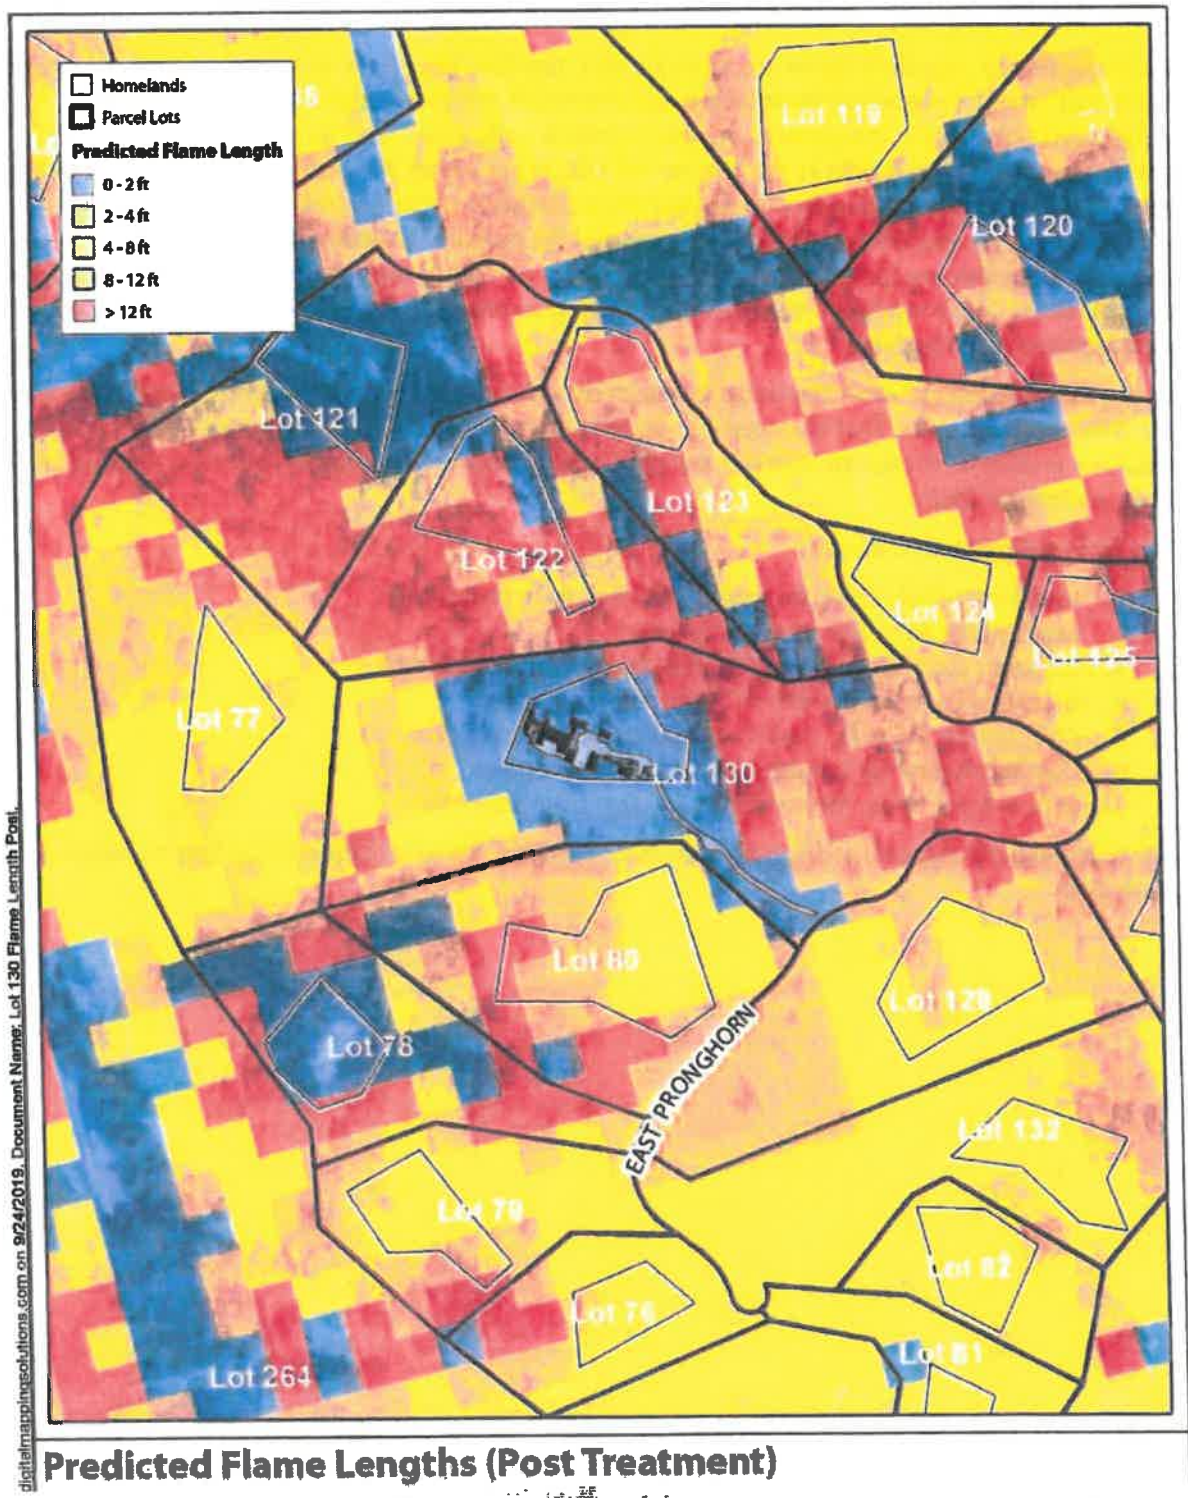 Homelands
Parcel Lots
Predicted Flame Length
0 - 2 ft
2 - 4 ft
4 - 8 ft
8 - 12 ft
> 12 ft
Lot 119
Lot 120
Lot 121
Lot 123
Lot 122
Lot 124
Lot 125
Lot 77
Lot 130
Lot 80
Lot 129
Lot 78
EAST PRONGHORN
Lot 132
Lot 79
Lot 82
Lot 76
Lot 81
Lot 264
digitalmappingsolutions.com on 9/24/2019. Document Name: Lot 130 Flame Length Post.
Predicted Flame Lengths (Post Treatment)